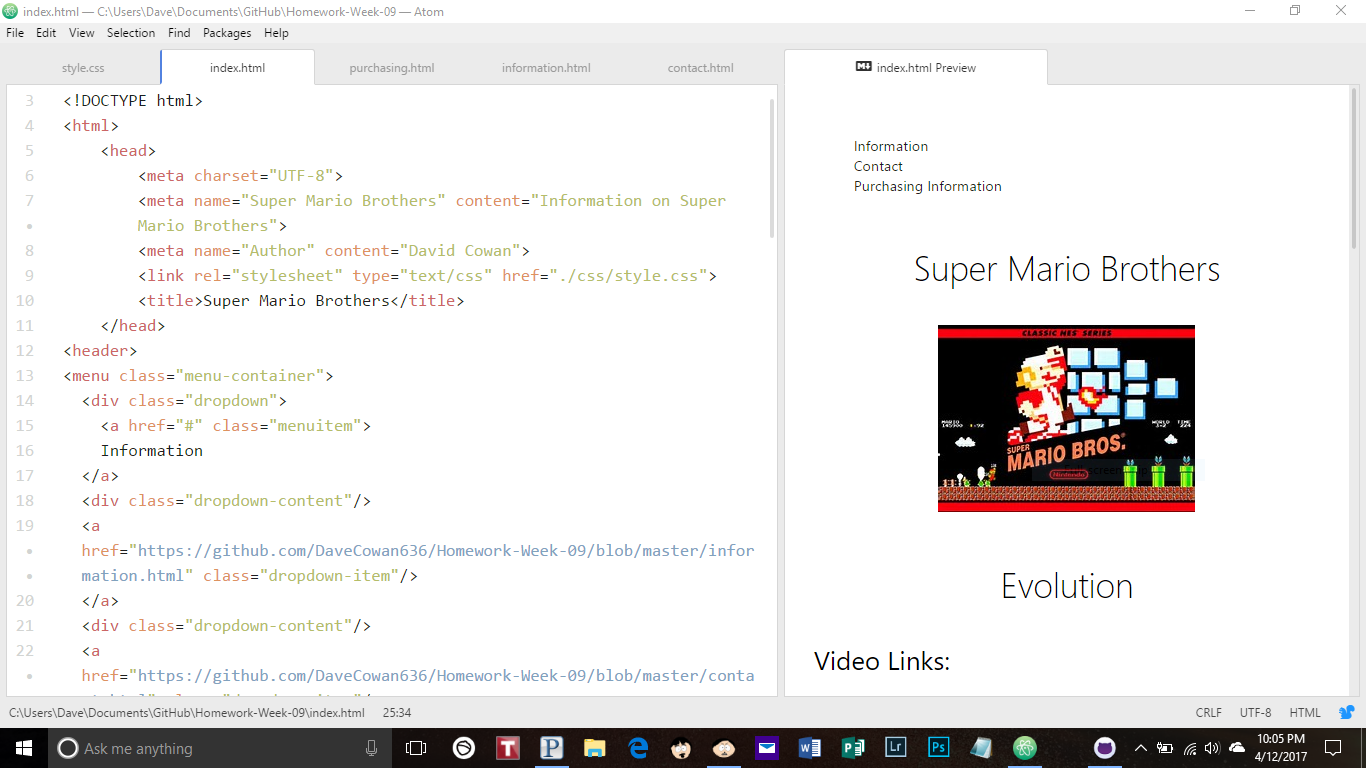 index.html — C:\Users\Dave\Documents\GitHub\Homework-Week-09 — Atom
File Edit View Selection Find Packages Help
style.css index.html purchasing.html information.html contact.html
3 <!DOCTYPE html>
4 <html>
5 <head>
6 <meta charset="UTF-8">
7 <meta name="Super Mario Brothers" content="Information on Super
• Mario Brothers">
8 <meta name="Author" content="David Cowan">
9 <link rel="stylesheet" type="text/css" href="./css/style.css">
10 <title>Super Mario Brothers</title>
11 </head>
12 <header>
13 <menu class="menu-container">
14 <div class="dropdown">
15 <a href="#" class="menuitem">
16 Information
17 </a>
18 <div class="dropdown-content"/>
19 <a
• href="https://github.com/DaveCowan636/Homework-Week-09/blob/master/infor
• mation.html" class="dropdown-item"/>
20 </a>
21 <div class="dropdown-content"/>
22 <a
• href="https://github.com/DaveCowan636/Homework-Week-09/blob/master/conta
index.html Preview
Information
Contact
Purchasing Information
Super Mario Brothers
CLASSIC NES SERIES
MARIO WORLD TIME
SUPER
MARIO BROS.
Nintendo
Evolution
Video Links:
C:\Users\Dave\Documents\GitHub\Homework-Week-09\index.html 25:34 CRLF UTF-8 HTML
Ask me anything
10:05 PM
4/12/2017